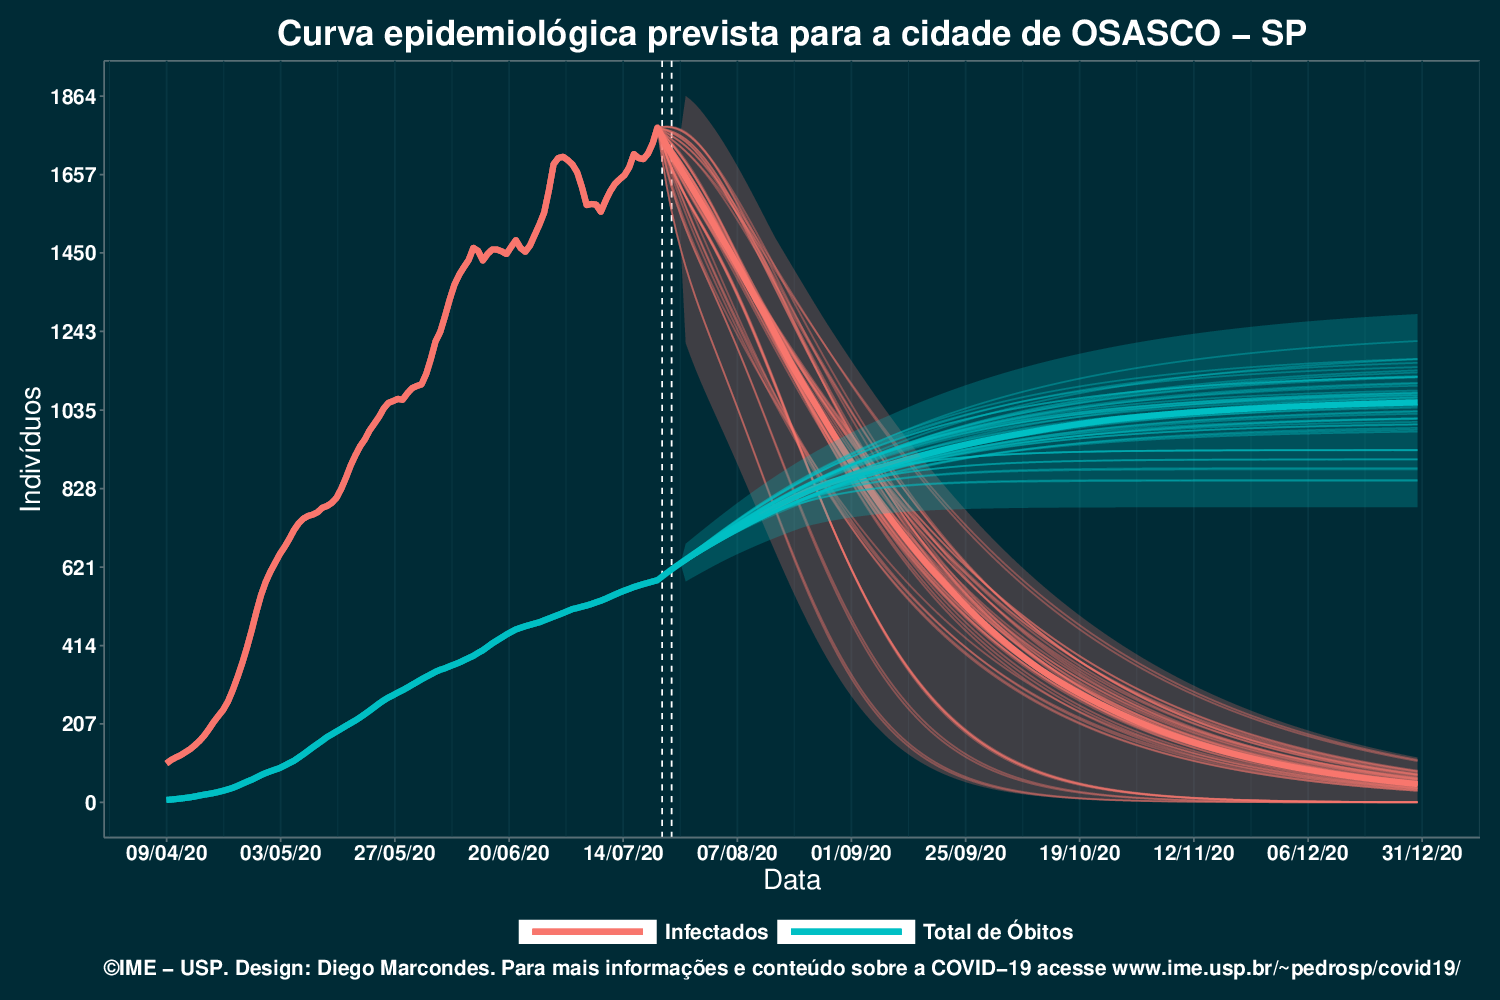 Curva epidemiológica prevista para a cidade de OSASCO – SP
1864
1657
1450
1243
1035
828
621
414
207
0
Indivíduos
09/04/20 03/05/20 27/05/20 20/06/20 14/07/20 07/08/20 01/09/20 25/09/20 19/10/20 12/11/20 06/12/20 31/12/20
Data
Infectados Total de Óbitos
©IME – USP. Design: Diego Marcondes. Para mais informações e conteúdo sobre a COVID–19 acesse www.ime.usp.br/~pedrosp/covid19/